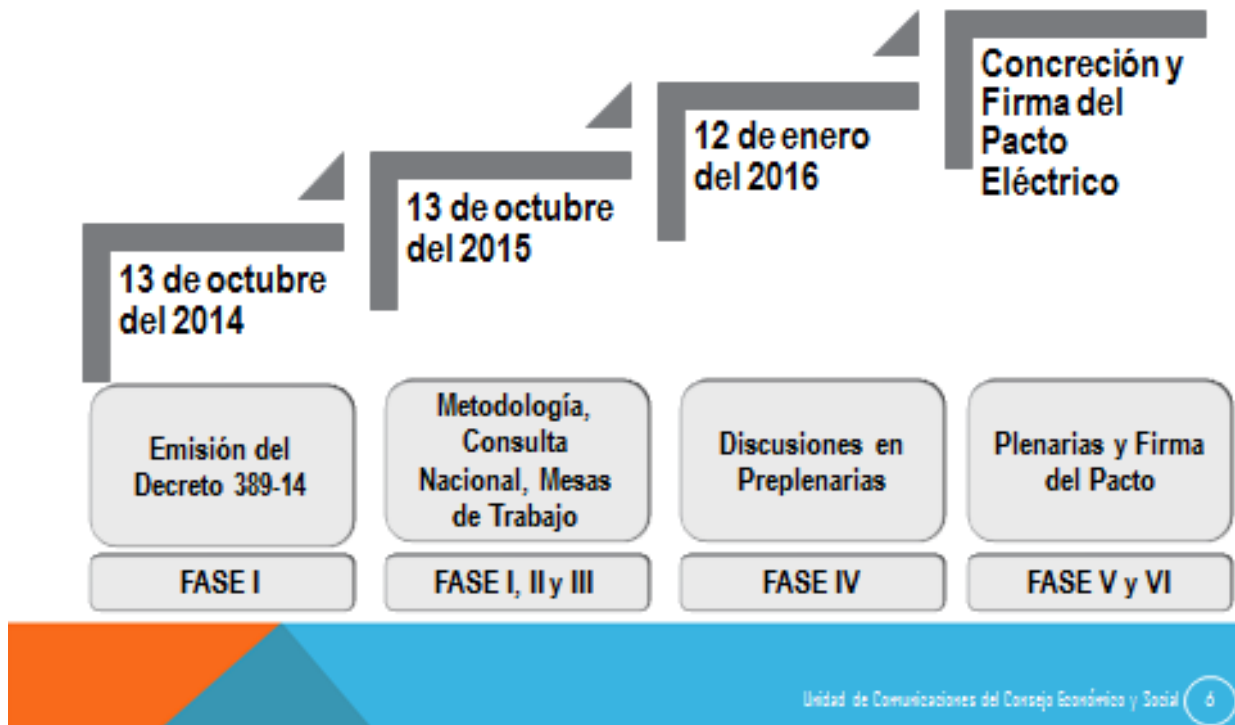 13 de octubre
del 2014
13 de octubre
del 2015
12 de enero
del 2016
Concreción y
Firma del
Pacto
Eléctrico
Emisión del
Decreto 389-14
Metodología,
Consulta
Nacional, Mesas
de Trabajo
Discusiones en
Preplenarias
Plenarias y Firma
del Pacto
FASE I
FASE I, II y III
FASE IV
FASE V y VI
Unidad de Comunicaciones del Consejo Económico y Social
6